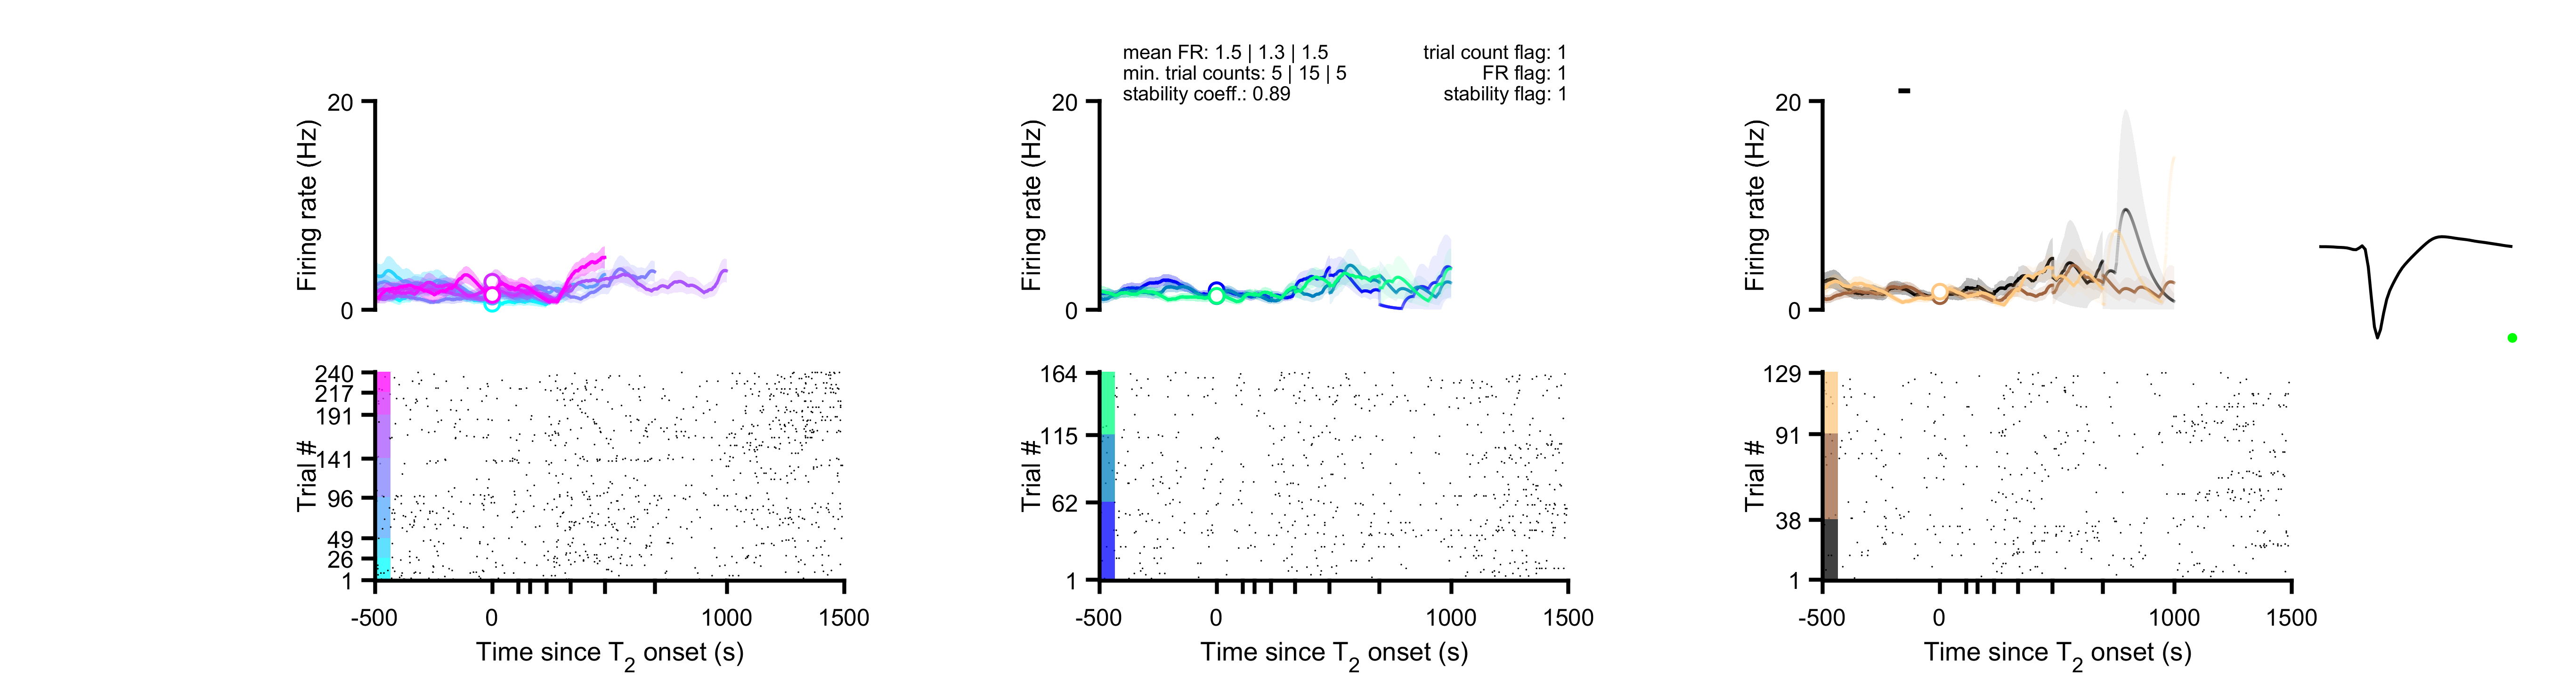 mean FR: 1.5 | 1.3 | 1.5
min. trial counts: 5 | 15 | 5
stability coeff.: 0.89
trial count flag: 1
FR flag: 1
stability flag: 1
20
0
Firing rate (Hz)
20
0
Firing rate (Hz)
20
0
Firing rate (Hz)
240
217
191
141
96
49
26
1
Trial #
-500
0
1000
1500
Time since T2 onset (s)
164
115
62
1
Trial #
-500
0
1000
1500
Time since T2 onset (s)
129
91
38
1
Trial #
-500
0
1000
1500
Time since T2 onset (s)